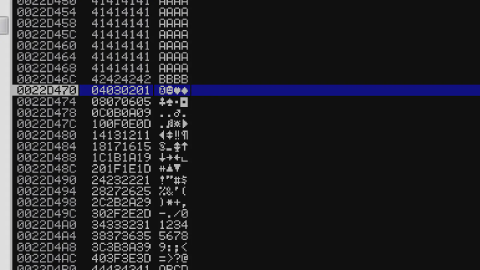 0022D450 41414141 AAAA
0022D454 41414141 AAAA
0022D458 41414141 AAAA
0022D45C 41414141 AAAA
0022D460 41414141 AAAA
0022D464 41414141 AAAA
0022D468 41414141 AAAA
0022D46C 42424242 BBBB
0022D470 04030201 ☺☻♥♦
0022D474 08070605 ♣♠•◘
0022D478 0C0B0A09 ..♂.
0022D47C 100F0E0D .♫☼►
0022D480 14131211 ◄↕‼¶
0022D484 18171615 §▬↨↑
0022D488 1C1B1A19 ↓→←∟
0022D48C 201F1E1D ↔▲▼
0022D490 24232221 !"#$
0022D494 28272625 %&'(
0022D498 2C2B2A29 )*+,
0022D49C 302F2E2D -./0
0022D4A0 34333231 1234
0022D4A4 38373635 5678
0022D4A8 3C3B3A39 9:;<
0022D4AC 403F3E3D =>?@
0022D4B0 44434241 ABCD